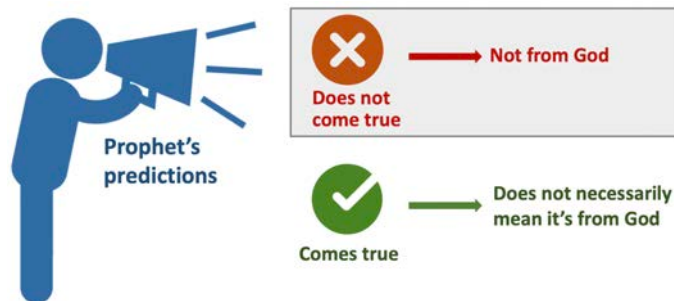 Prophet's
predictions
Does not
come true
Not from God
Comes true
Does not necessarily
mean it's from God